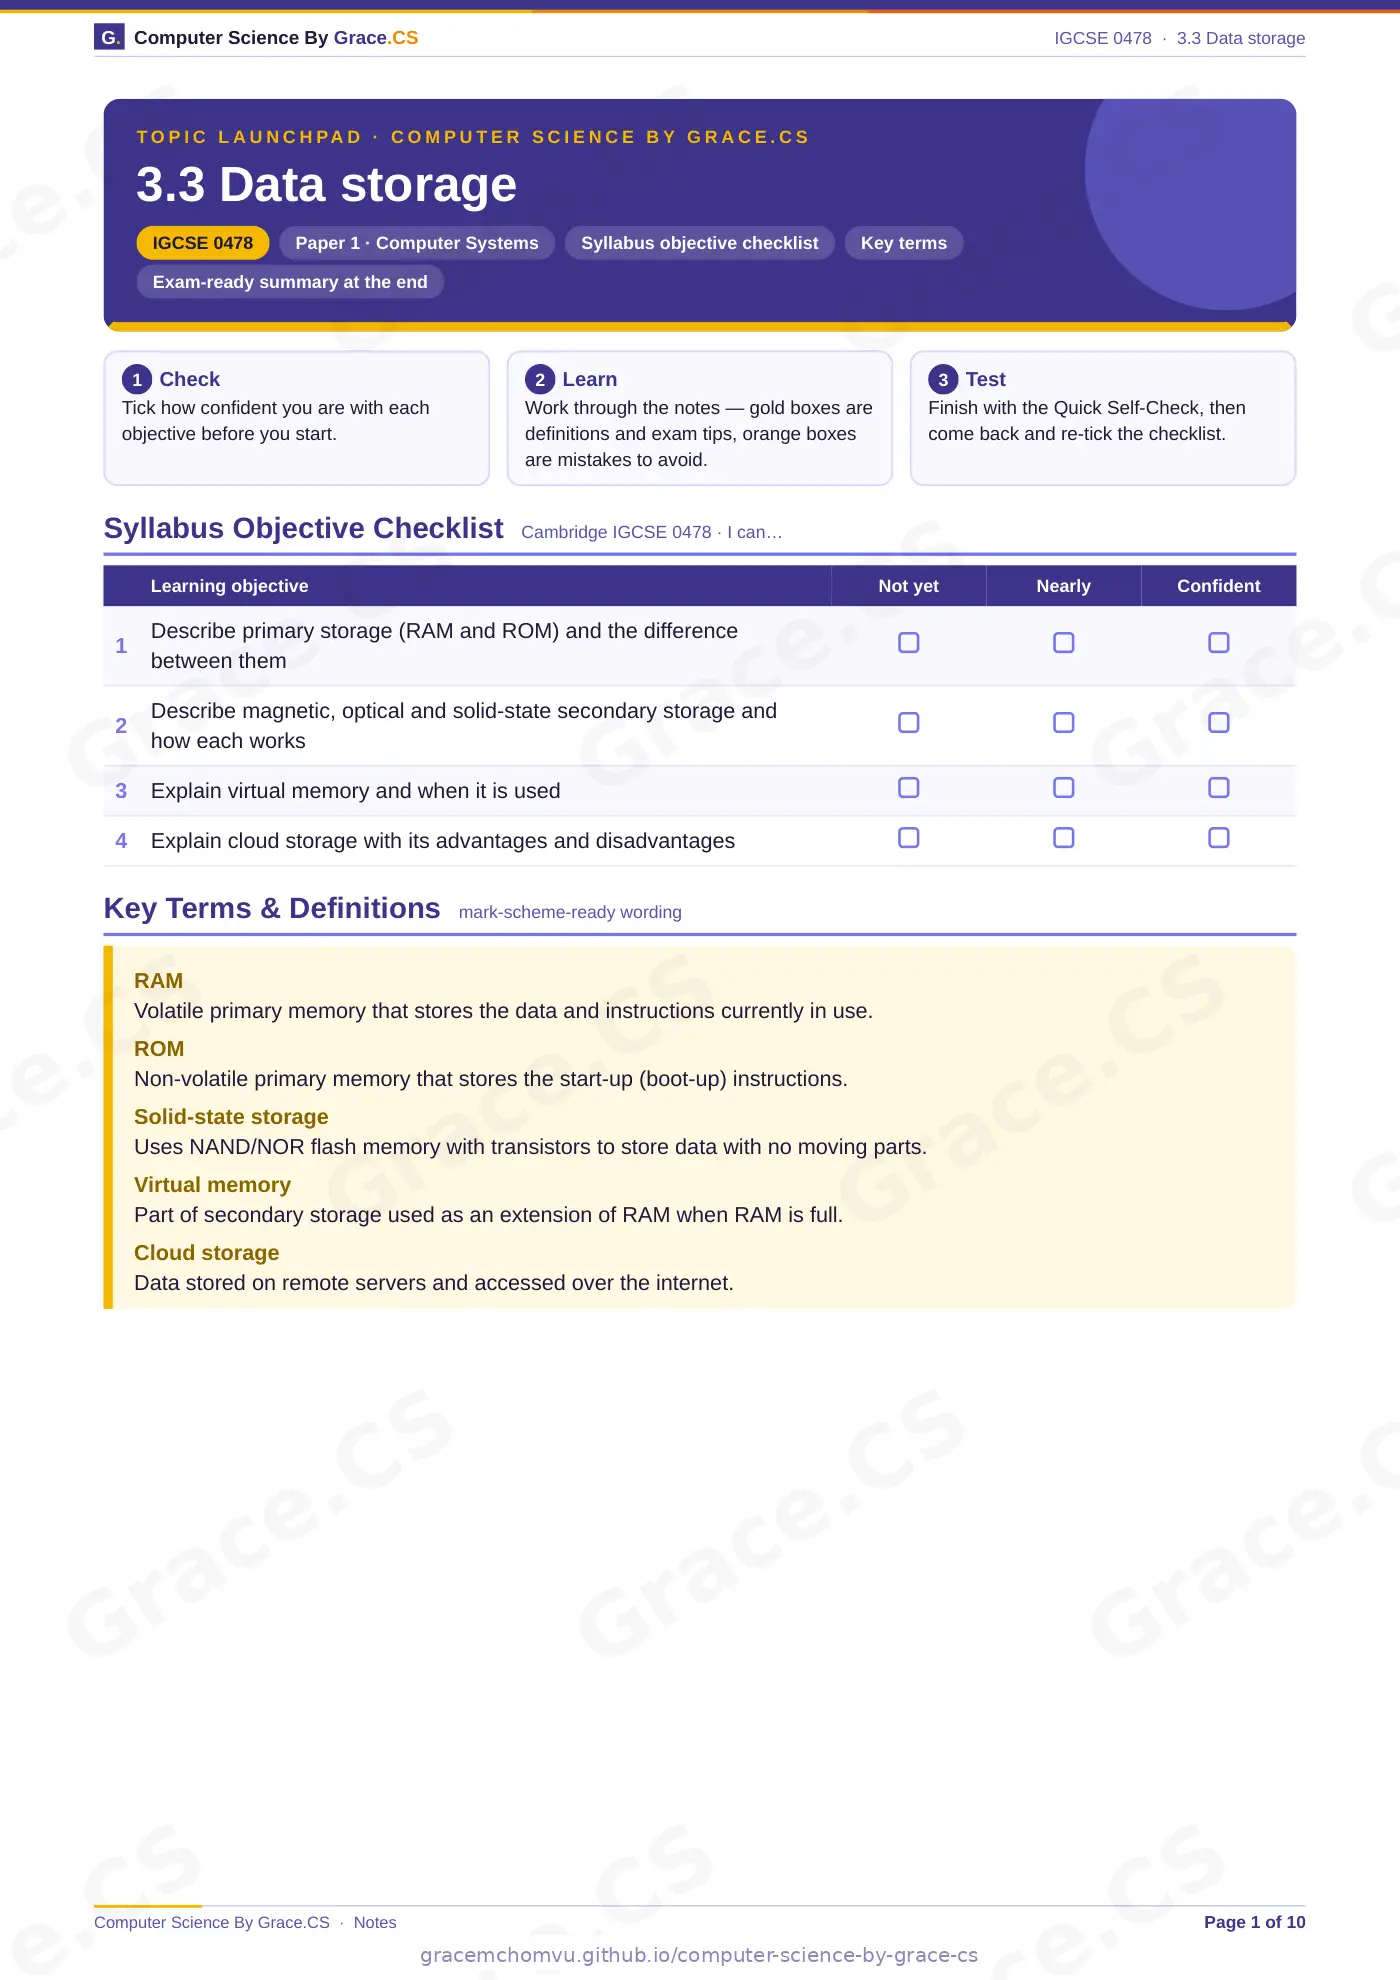 G. Computer Science By Grace.CS
IGCSE 0478 · 3.3 Data storage
TOPIC LAUNCHPAD · COMPUTER SCIENCE BY GRACE.CS
3.3 Data storage
IGCSE 0478 Paper 1 · Computer Systems Syllabus objective checklist Key terms
Exam-ready summary at the end
1 Check
Tick how confident you are with each
objective before you start.
2 Learn
Work through the notes — gold boxes are
definitions and exam tips, orange boxes
are mistakes to avoid.
3 Test
Finish with the Quick Self-Check, then
come back and re-tick the checklist.
Syllabus Objective Checklist Cambridge IGCSE 0478 · I can…
Learning objective Not yet Nearly Confident
1 Describe primary storage (RAM and ROM) and the difference
between them
2 Describe magnetic, optical and solid-state secondary storage and
how each works
3 Explain virtual memory and when it is used
4 Explain cloud storage with its advantages and disadvantages
Key Terms & Definitions mark-scheme-ready wording
RAM
Volatile primary memory that stores the data and instructions currently in use.
ROM
Non-volatile primary memory that stores the start-up (boot-up) instructions.
Solid-state storage
Uses NAND/NOR flash memory with transistors to store data with no moving parts.
Virtual memory
Part of secondary storage used as an extension of RAM when RAM is full.
Cloud storage
Data stored on remote servers and accessed over the internet.
Computer Science By Grace.CS · Notes
Page 1 of 10
gracemchomvu.github.io/computer-science-by-grace-cs